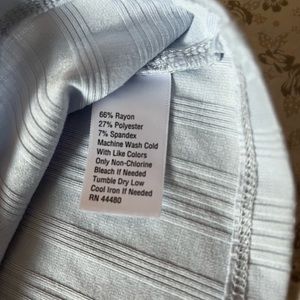 66% Rayon
27% Polyester
7% Spandex
Machine Wash Cold
With Like Colors
Only Non-Chlorine
Bleach If Needed
Tumble Dry Low
Cool Iron If Needed
RN 44480